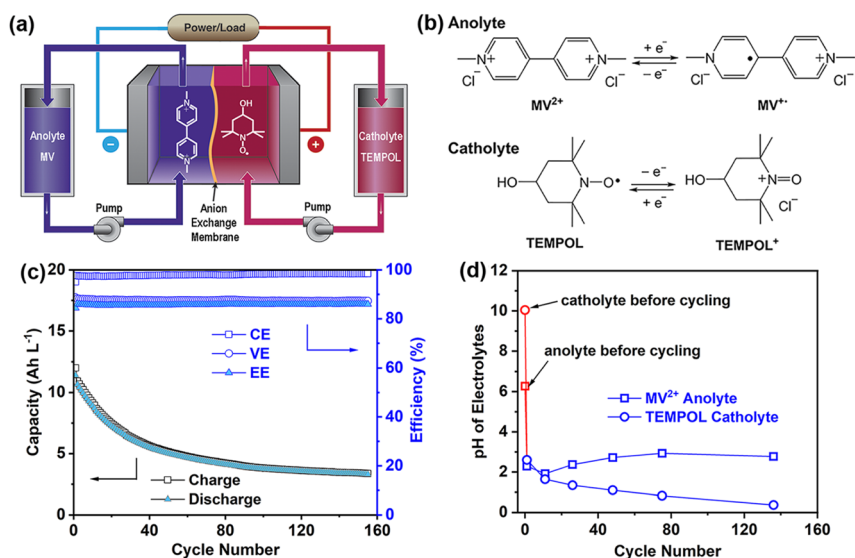 (a)
Power/Load
Anolyte
MV
OH
N
+
N
+
N
O•
−
+
Catholyte
TEMPOL
Pump
Anion
Exchange
Membrane
Pump
(b)
Anolyte
N+
Cl−
N+
Cl−
+ e−
− e−
N
Cl−
•
N+
Cl−
MV2+
MV+•
Catholyte
HO
N−O•
− e−
+ e−
HO
N=O
+
Cl−
TEMPOL
TEMPOL+
(c)
20
15
10
5
0
Capacity (Ah L-1)
100
80
60
40
20
0
Efficiency (%)
CE
VE
EE
Charge
Discharge
0 40 80 120 160
Cycle Number
(d)
12
10
8
6
4
2
0
pH of Electrolytes
catholyte before cycling
anolyte before cycling
MV2+ Anolyte
TEMPOL Catholyte
0 40 80 120 160
Cycle Number